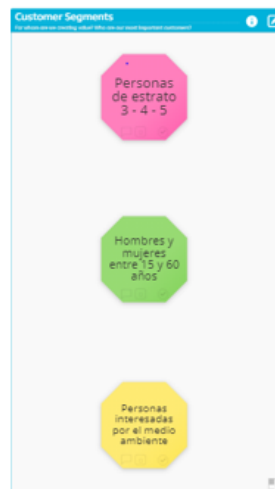 Customer Segments
For whom are we creating value? Who are our most important customers?
Personas
de estrato
3 - 4 - 5
Hombres y
mujeres
entre 15 y 60
años
Personas
interesadas
por el medio
ambiente